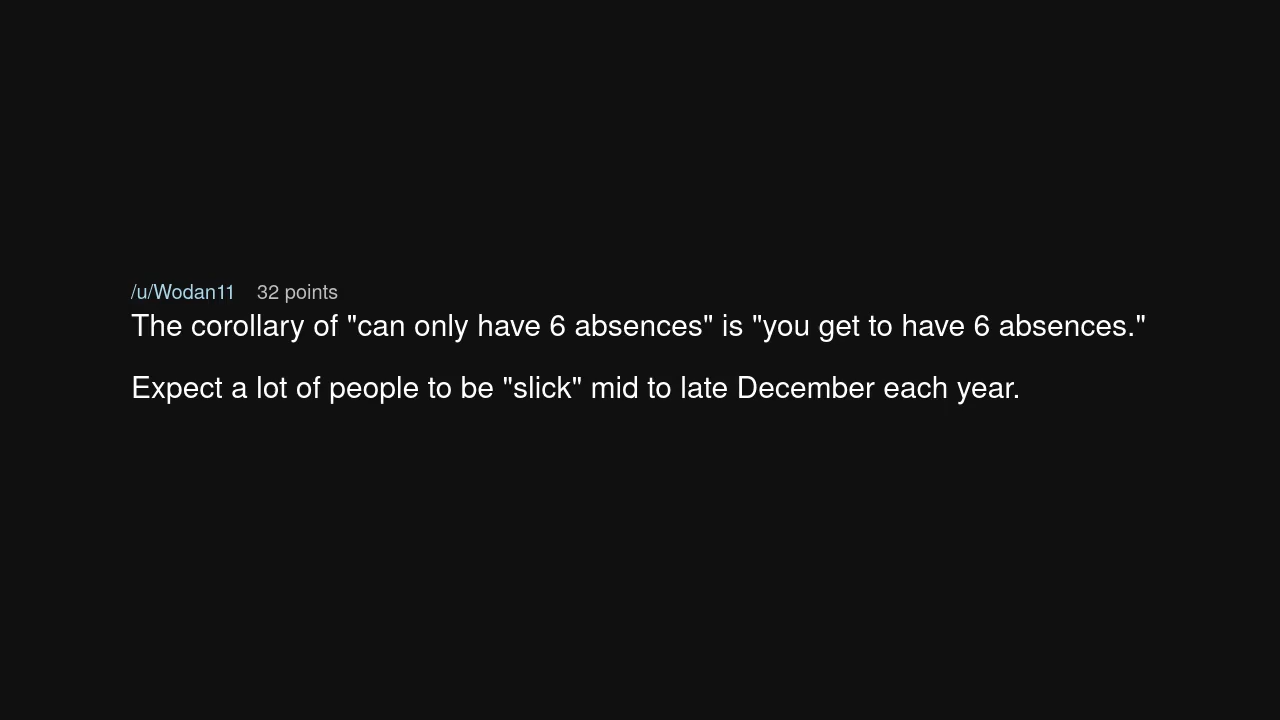 /u/Wodan11 32 points
The corollary of "can only have 6 absences" is "you get to have 6 absences."
Expect a lot of people to be "slick" mid to late December each year.